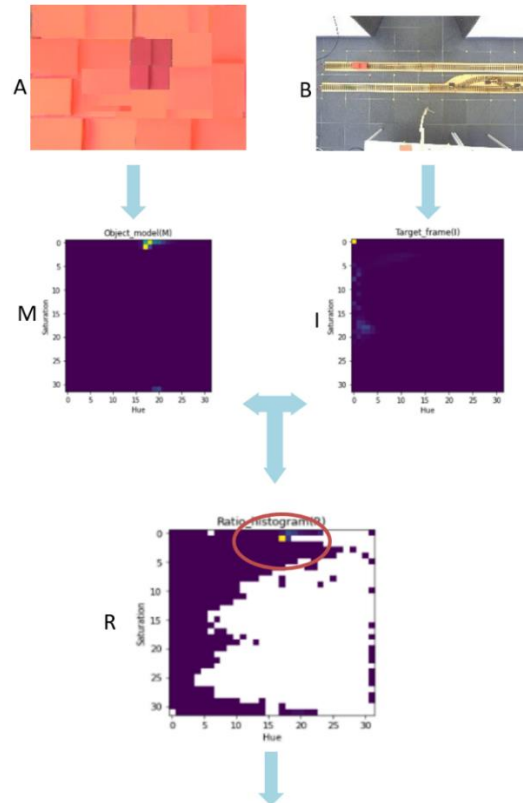 A
B
Object_model(M)
Target_frame(I)
M
I
Saturation
0
5
10
15
20
25
30
0 5 10 15 20 25 30
Hue
Saturation
0
5
10
15
20
25
30
0 5 10 15 20 25 30
Hue
Ratio_histogram(R)
R
Saturation
0
5
10
15
20
25
30
0 5 10 15 20 25 30
Hue